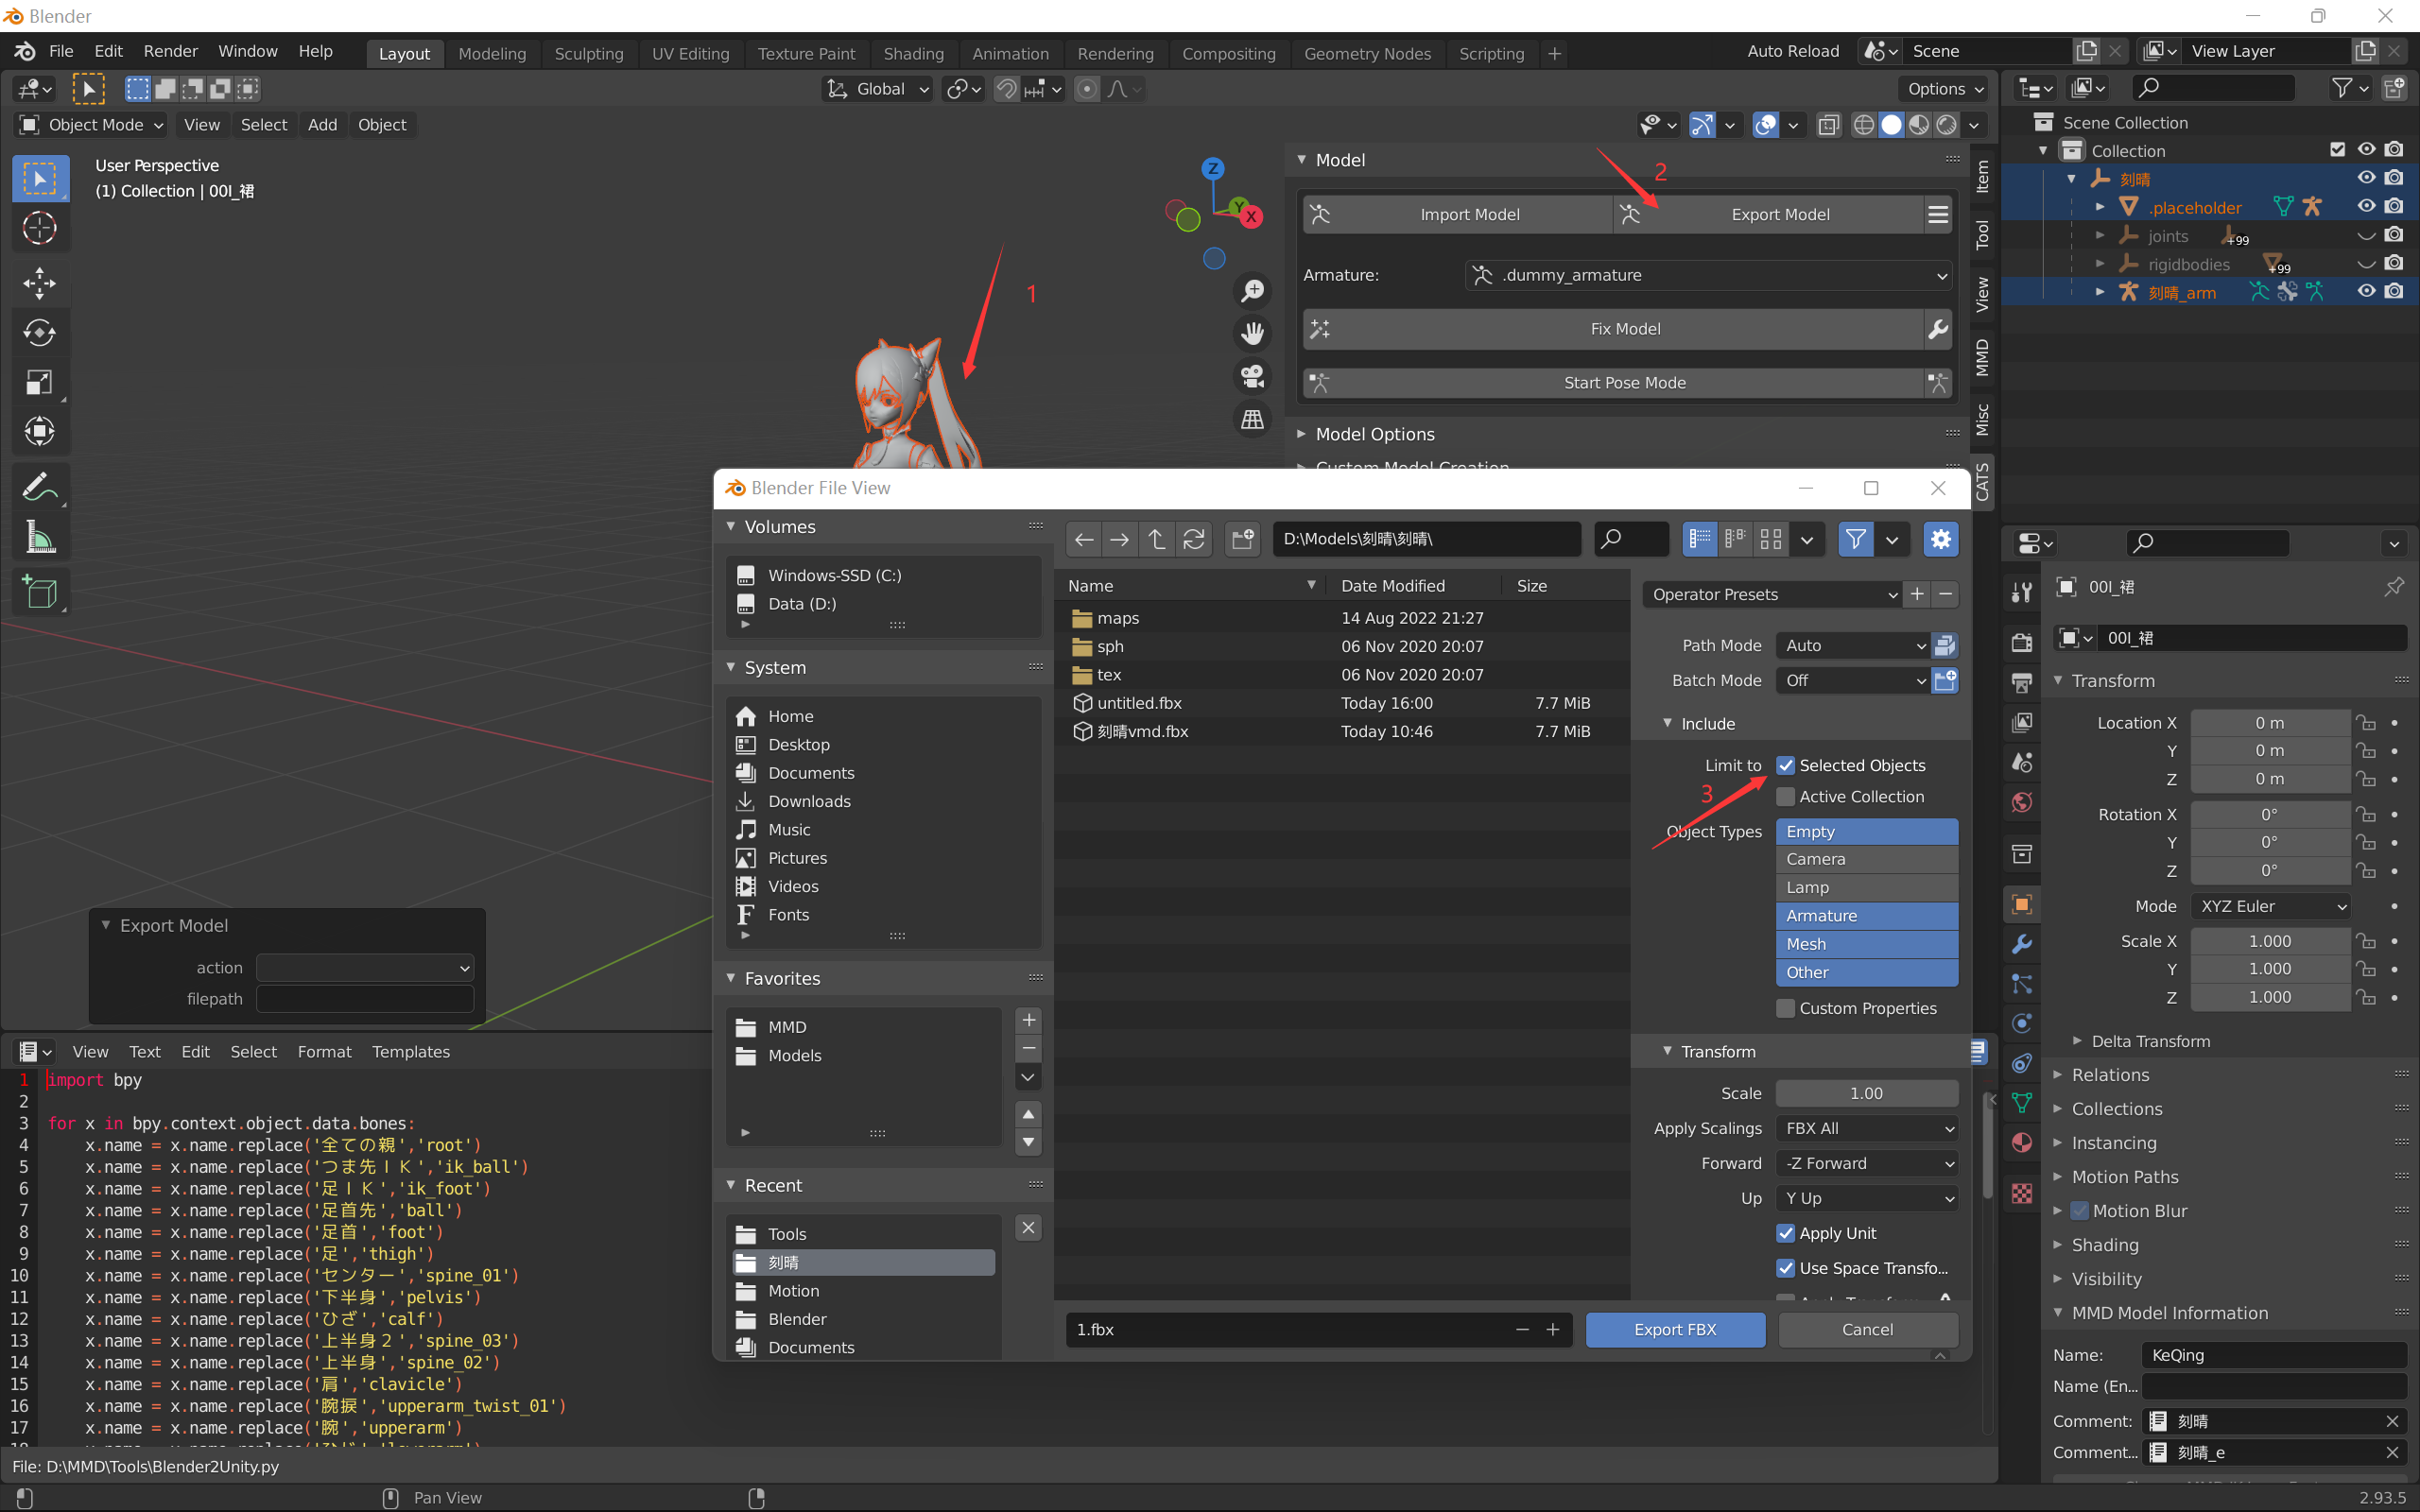 Blender
File Edit Render Window Help Layout Modeling Sculpting UV Editing Texture Paint Shading Animation Rendering Compositing Geometry Nodes Scripting + Auto Reload Scene View Layer
Global Options
Object Mode View Select Add Object
User Perspective
(1) Collection | 00I_裙
Z
Y
X
1
2
3
Model
Import Model Export Model
Armature: .dummy_armature
Fix Model
Start Pose Mode
Model Options
Custom Model Creation
Item
Tool
View
MMD
Misc
CATS
Scene Collection
Collection
刻晴
.placeholder
joints +99
rigidbodies +99
刻晴_arm
Blender File View
Volumes
Windows-SSD (C:)
Data (D:)
System
Home
Desktop
Documents
Downloads
Music
Pictures
Videos
Fonts
Favorites
MMD
Models
Recent
Tools
刻晴
Motion
Blender
Documents
D:\Models\刻晴\刻晴\
Name Date Modified Size
maps 14 Aug 2022 21:27
sph 06 Nov 2020 20:07
tex 06 Nov 2020 20:07
untitled.fbx Today 16:00 7.7 MiB
刻晴vmd.fbx Today 10:46 7.7 MiB
Operator Presets
Path Mode Auto
Batch Mode Off
Include
Limit to Selected Objects
Active Collection
Object Types Empty
Camera
Lamp
Armature
Mesh
Other
Custom Properties
Transform
Scale 1.00
Apply Scalings FBX All
Forward -Z Forward
Up Y Up
Apply Unit
Use Space Transfo...
1.fbx Export FBX Cancel
Export Model
action
filepath
View Text Edit Select Format Templates
1 import bpy
2
3 for x in bpy.context.object.data.bones:
4 x.name = x.name.replace('全ての親','root')
5 x.name = x.name.replace('つま先ＩＫ','ik_ball')
6 x.name = x.name.replace('足ＩＫ','ik_foot')
7 x.name = x.name.replace('足首先','ball')
8 x.name = x.name.replace('足首','foot')
9 x.name = x.name.replace('足','thigh')
10 x.name = x.name.replace('センター','spine_01')
11 x.name = x.name.replace('下半身','pelvis')
12 x.name = x.name.replace('ひざ','calf')
13 x.name = x.name.replace('上半身２','spine_03')
14 x.name = x.name.replace('上半身','spine_02')
15 x.name = x.name.replace('肩','clavicle')
16 x.name = x.name.replace('腕捩','upperarm_twist_01')
17 x.name = x.name.replace('腕','upperarm')
File: D:\MMD\Tools\Blender2Unity.py
Pan View
2.93.5
00I_裙
00I_裙
Transform
Location X 0 m
Y 0 m
Z 0 m
Rotation X 0°
Y 0°
Z 0°
Mode XYZ Euler
Scale X 1.000
Y 1.000
Z 1.000
Delta Transform
Relations
Collections
Instancing
Motion Paths
Motion Blur
Shading
Visibility
MMD Model Information
Name: KeQing
Name (En...
Comment: 刻晴
Comment... 刻晴_e